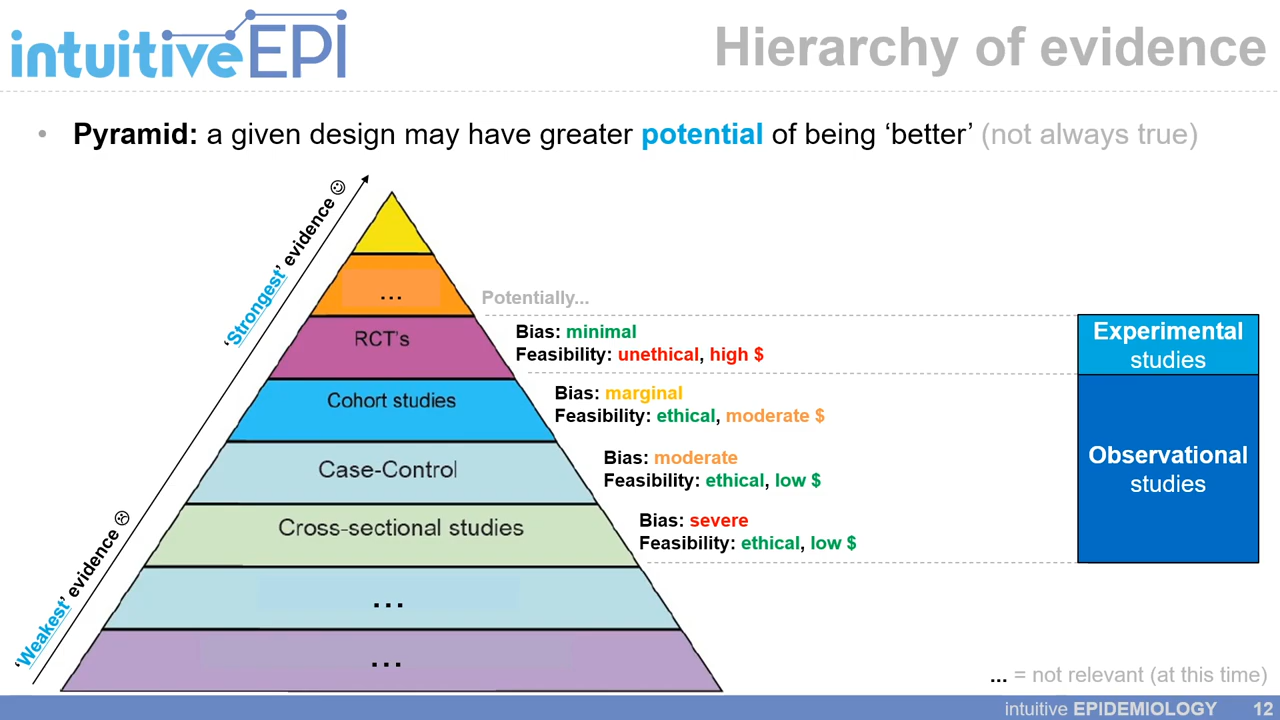 intuitiveEPI
Hierarchy of evidence
• Pyramid: a given design may have greater potential of being ‘better’ (not always true)
‘Strongest’ evidence ☺
‘Weakest’ evidence ☹
...
Potentially...
RCT's
Bias: minimal
Feasibility: unethical, high $
Experimental
studies
Cohort studies
Bias: marginal
Feasibility: ethical, moderate $
Case-Control
Bias: moderate
Feasibility: ethical, low $
Observational
studies
Cross-sectional studies
Bias: severe
Feasibility: ethical, low $
...
...
... = not relevant (at this time)
intuitive EPIDEMIOLOGY 12